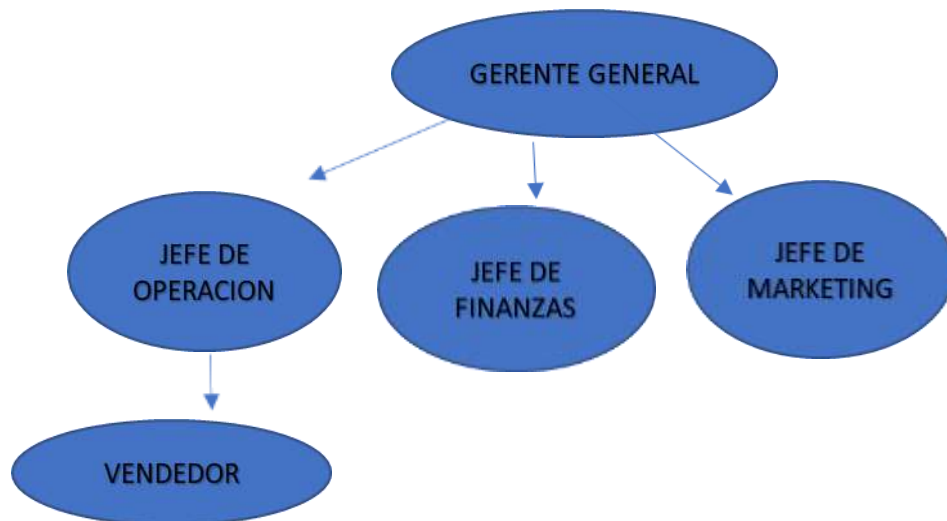 GERENTE GENERAL
JEFE DE
OPERACION
JEFE DE
FINANZAS
JEFE DE
MARKETING
VENDEDOR